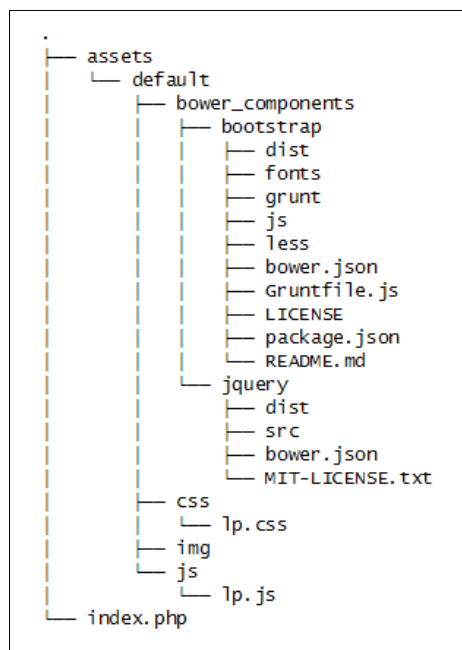 .
├── assets
│   └── default
│       ├── bower_components
│       │   ├── bootstrap
│       │   │   ├── dist
│       │   │   ├── fonts
│       │   │   ├── grunt
│       │   │   ├── js
│       │   │   ├── less
│       │   │   ├── bower.json
│       │   │   ├── Gruntfile.js
│       │   │   ├── LICENSE
│       │   │   ├── package.json
│       │   │   └── README.md
│       │   └── jquery
│       │       ├── dist
│       │       ├── src
│       │       ├── bower.json
│       │       └── MIT-LICENSE.txt
│       ├── css
│       │   └── lp.css
│       ├── img
│       └── js
│           └── lp.js
└── index.php